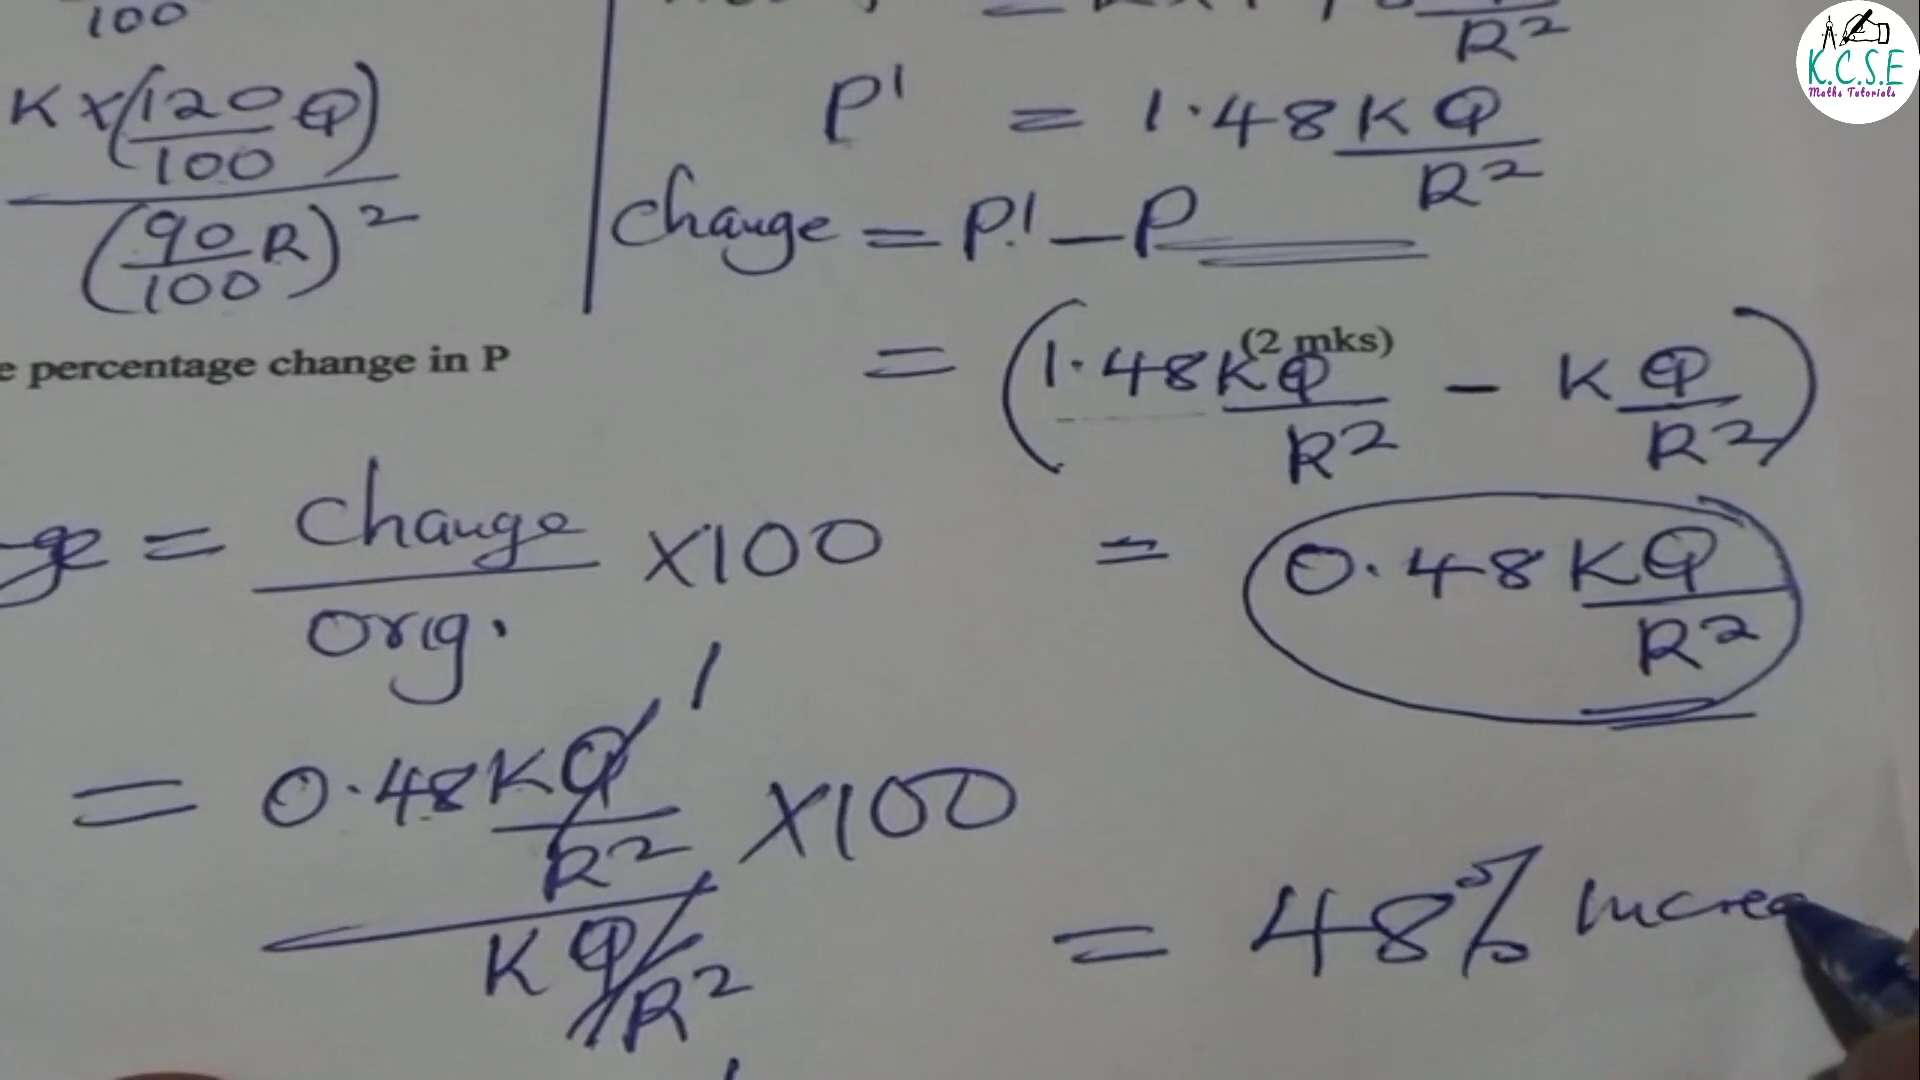 100
K×(120/100 Q)
(90/100 R)²
R²
P' = 1.48 KQ/R²
change = P' − P
e percentage change in P
(2 mks)
= (1.48 KQ/R² − KQ/R²)
ge = change/orig. ×100
= 0.48 KQ/R²
= 0.48 KQ/R² ×100
KQ/R²
1
= 48% increa
K.C.S.E
Maths Tutorials